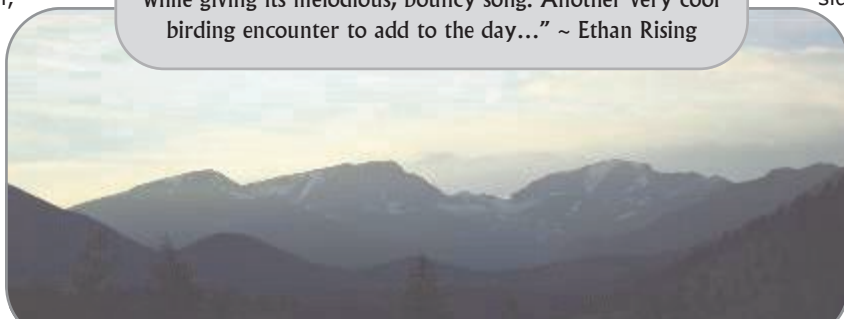 while giving its melodious, bouncy song. Another very cool
birding encounter to add to the day…” ~ Ethan Rising